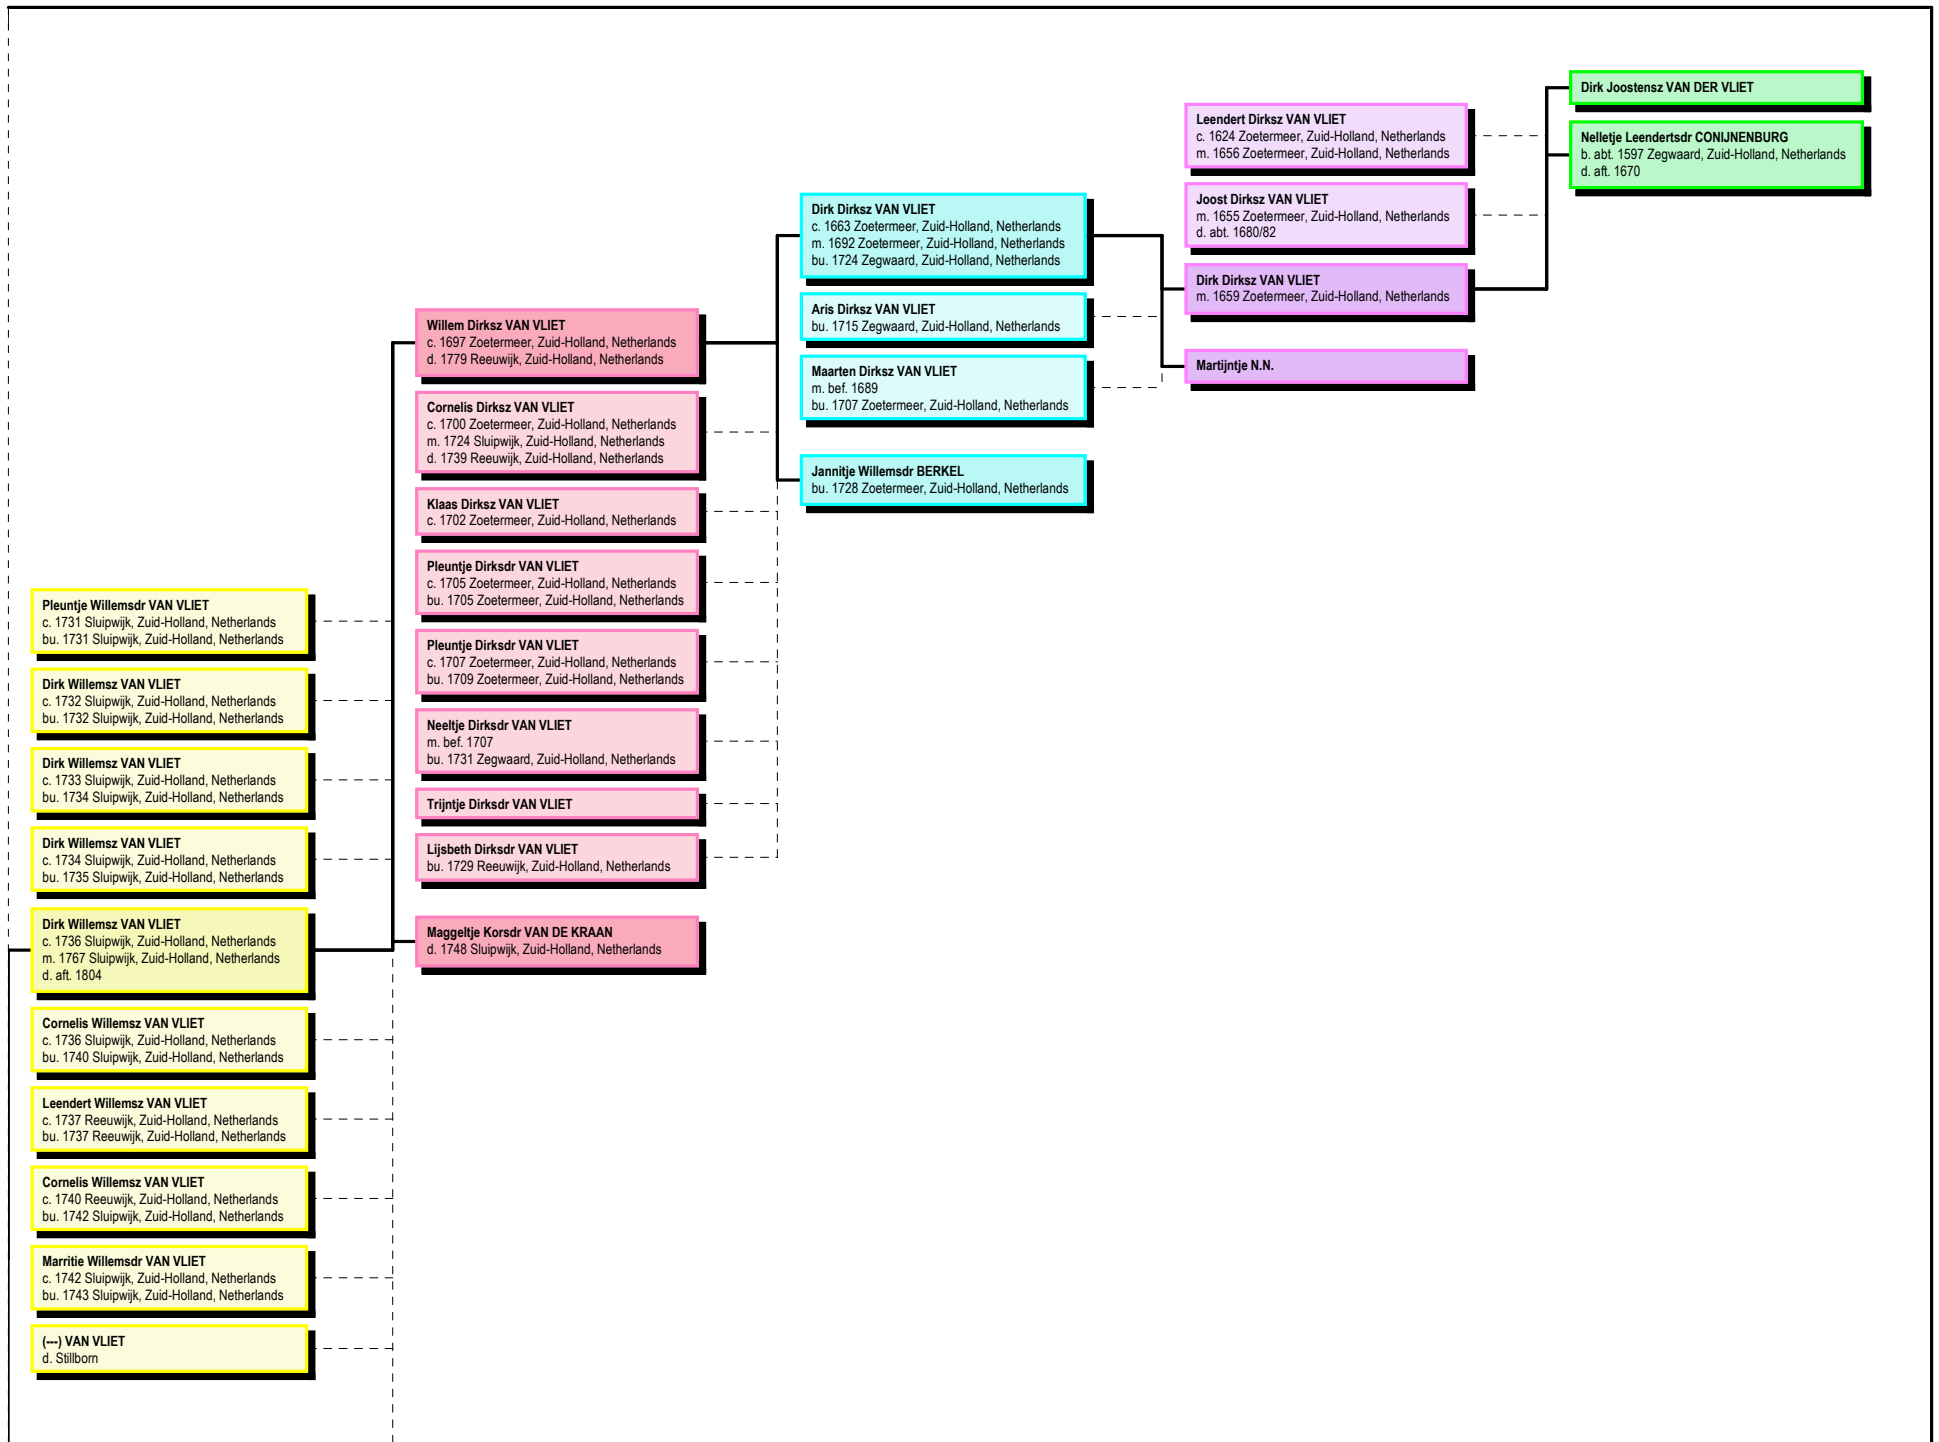 Dirk Joostensz VAN DER VLIET
Nelletje Leendertsdr CONIJNENBURG
b. abt. 1597 Zegwaard, Zuid-Holland, Netherlands
d. aft. 1670
Leendert Dirksz VAN VLIET
c. 1624 Zoetermeer, Zuid-Holland, Netherlands
m. 1656 Zoetermeer, Zuid-Holland, Netherlands
Joost Dirksz VAN VLIET
m. 1655 Zoetermeer, Zuid-Holland, Netherlands
d. abt. 1680/82
Dirk Dirksz VAN VLIET
m. 1659 Zoetermeer, Zuid-Holland, Netherlands
Martijntje N.N.
Dirk Dirksz VAN VLIET
c. 1663 Zoetermeer, Zuid-Holland, Netherlands
m. 1692 Zoetermeer, Zuid-Holland, Netherlands
bu. 1724 Zegwaard, Zuid-Holland, Netherlands
Aris Dirksz VAN VLIET
bu. 1715 Zegwaard, Zuid-Holland, Netherlands
Maarten Dirksz VAN VLIET
m. bef. 1689
bu. 1707 Zoetermeer, Zuid-Holland, Netherlands
Jannitje Willemsdr BERKEL
bu. 1728 Zoetermeer, Zuid-Holland, Netherlands
Willem Dirksz VAN VLIET
c. 1697 Zoetermeer, Zuid-Holland, Netherlands
d. 1779 Reeuwijk, Zuid-Holland, Netherlands
Cornelis Dirksz VAN VLIET
c. 1700 Zoetermeer, Zuid-Holland, Netherlands
m. 1724 Sluipwijk, Zuid-Holland, Netherlands
d. 1739 Reeuwijk, Zuid-Holland, Netherlands
Klaas Dirksz VAN VLIET
c. 1702 Zoetermeer, Zuid-Holland, Netherlands
Pleuntje Dirksdr VAN VLIET
c. 1705 Zoetermeer, Zuid-Holland, Netherlands
bu. 1705 Zoetermeer, Zuid-Holland, Netherlands
Pleuntje Dirksdr VAN VLIET
c. 1707 Zoetermeer, Zuid-Holland, Netherlands
bu. 1709 Zoetermeer, Zuid-Holland, Netherlands
Neeltje Dirksdr VAN VLIET
m. bef. 1707
bu. 1731 Zegwaard, Zuid-Holland, Netherlands
Trijntje Dirksdr VAN VLIET
Lijsbeth Dirksdr VAN VLIET
bu. 1729 Reeuwijk, Zuid-Holland, Netherlands
Maggeltje Korsdr VAN DE KRAAN
d. 1748 Sluipwijk, Zuid-Holland, Netherlands
Pleuntje Willemsdr VAN VLIET
c. 1731 Sluipwijk, Zuid-Holland, Netherlands
bu. 1731 Sluipwijk, Zuid-Holland, Netherlands
Dirk Willemsz VAN VLIET
c. 1732 Sluipwijk, Zuid-Holland, Netherlands
bu. 1732 Sluipwijk, Zuid-Holland, Netherlands
Dirk Willemsz VAN VLIET
c. 1733 Sluipwijk, Zuid-Holland, Netherlands
bu. 1734 Sluipwijk, Zuid-Holland, Netherlands
Dirk Willemsz VAN VLIET
c. 1734 Sluipwijk, Zuid-Holland, Netherlands
bu. 1735 Sluipwijk, Zuid-Holland, Netherlands
Dirk Willemsz VAN VLIET
c. 1736 Sluipwijk, Zuid-Holland, Netherlands
m. 1767 Sluipwijk, Zuid-Holland, Netherlands
d. aft. 1804
Cornelis Willemsz VAN VLIET
c. 1736 Sluipwijk, Zuid-Holland, Netherlands
bu. 1740 Sluipwijk, Zuid-Holland, Netherlands
Leendert Willemsz VAN VLIET
c. 1737 Reeuwijk, Zuid-Holland, Netherlands
bu. 1737 Reeuwijk, Zuid-Holland, Netherlands
Cornelis Willemsz VAN VLIET
c. 1740 Reeuwijk, Zuid-Holland, Netherlands
bu. 1742 Sluipwijk, Zuid-Holland, Netherlands
Marritie Willemsdr VAN VLIET
c. 1742 Sluipwijk, Zuid-Holland, Netherlands
bu. 1743 Sluipwijk, Zuid-Holland, Netherlands
(---) VAN VLIET
d. Stillborn